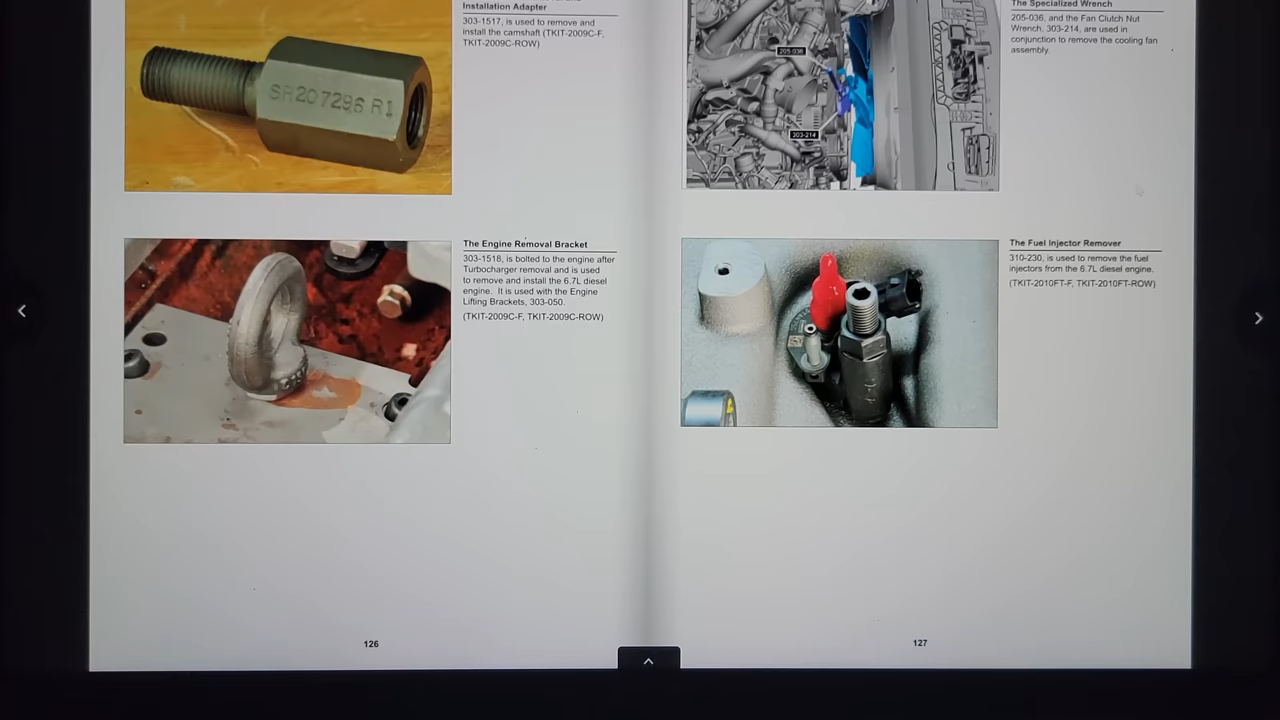 Installation Adapter
303-1517, is used to remove and
install the camshaft (TKIT-2009C-F,
TKIT-2009C-ROW)
SR207296 R1
The Engine Removal Bracket
303-1518, is bolted to the engine after
Turbocharger removal and is used
to remove and install the 6.7L diesel
engine. It is used with the Engine
Lifting Brackets, 303-050.
(TKIT-2009C-F, TKIT-2009C-ROW)
126
The Specialized Wrench
205-036, and the Fan Clutch Nut
Wrench, 303-214, are used in
conjunction to remove the cooling fan
assembly.
205-036
303-214
The Fuel Injector Remover
310-230, is used to remove the fuel
injectors from the 6.7L diesel engine.
(TKIT-2010FT-F, TKIT-2010FT-ROW)
127